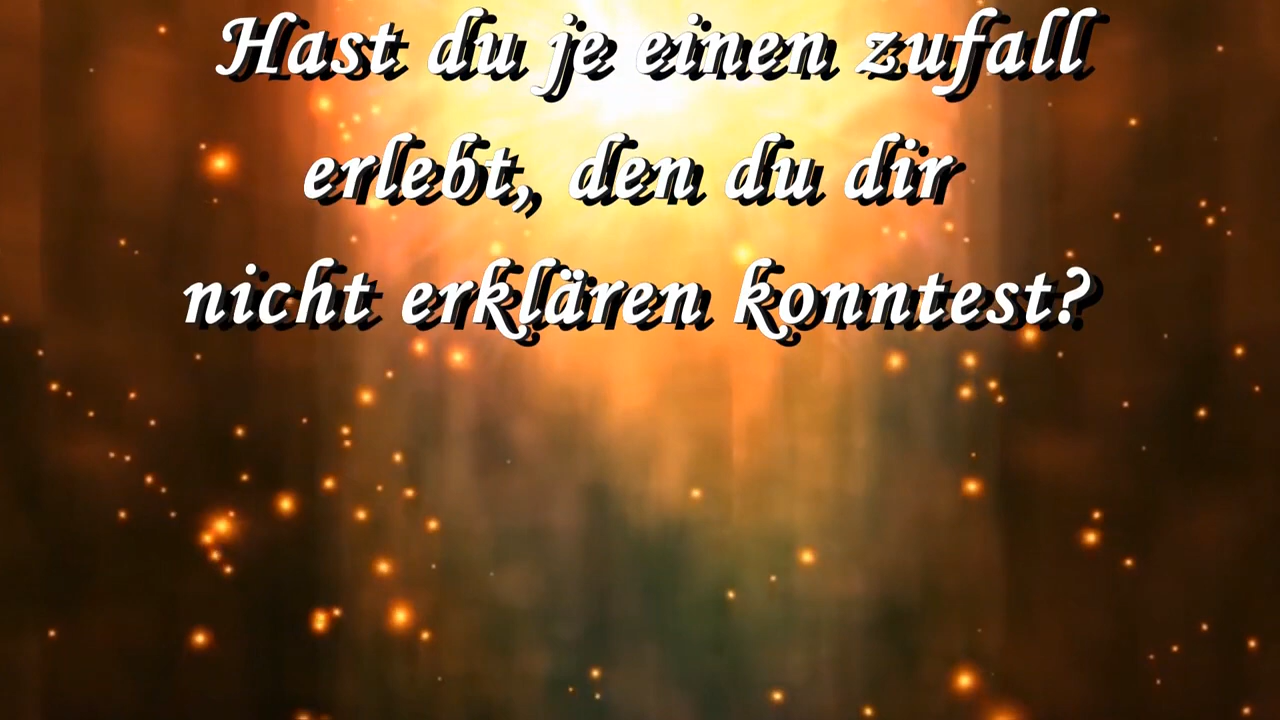 Hast du je einen zufall
erlebt, den du dir
nicht erklären konntest?